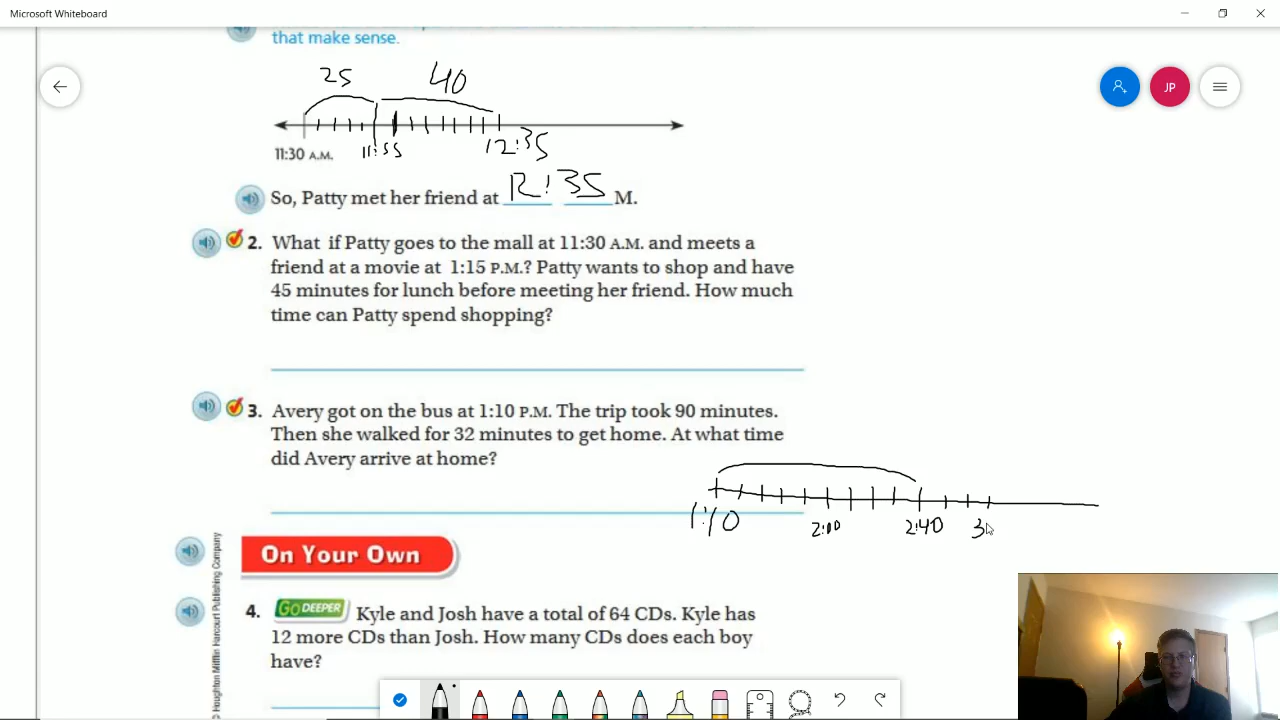 Microsoft Whiteboard
that make sense.
25 40
11:30 A.M. 11:55 12:35
So, Patty met her friend at 12:35 M.
2. What if Patty goes to the mall at 11:30 A.M. and meets a
friend at a movie at 1:15 P.M.? Patty wants to shop and have
45 minutes for lunch before meeting her friend. How much
time can Patty spend shopping?
3. Avery got on the bus at 1:10 P.M. The trip took 90 minutes.
Then she walked for 32 minutes to get home. At what time
did Avery arrive at home?
1:10 2:00 2:40 3
On Your Own
4. Go DEEPER Kyle and Josh have a total of 64 CDs. Kyle has
12 more CDs than Josh. How many CDs does each boy
have?
© Houghton Mifflin Harcourt Publishing Company
JP